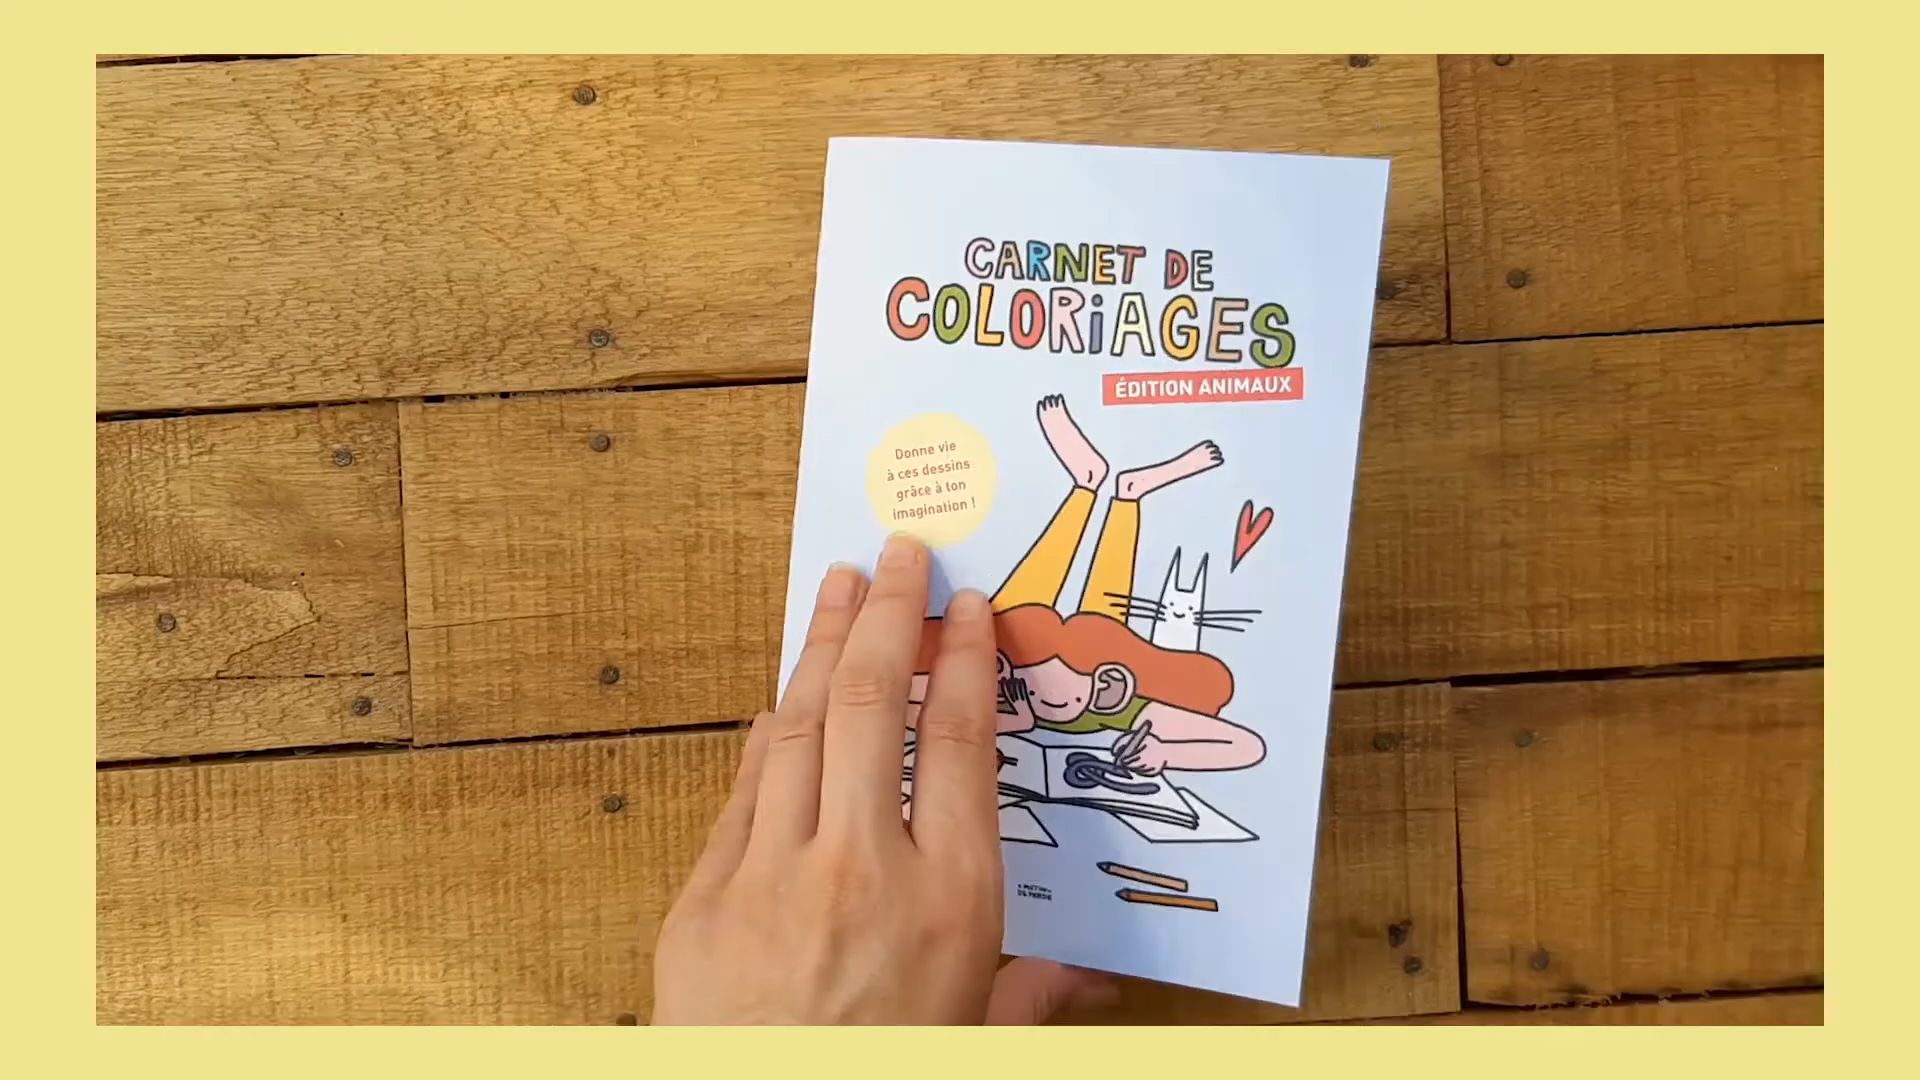 CARNET DE
COLORiAGES
ÉDITION ANIMAUX
Donne vie
à ces dessins
grâce à ton
imagination !